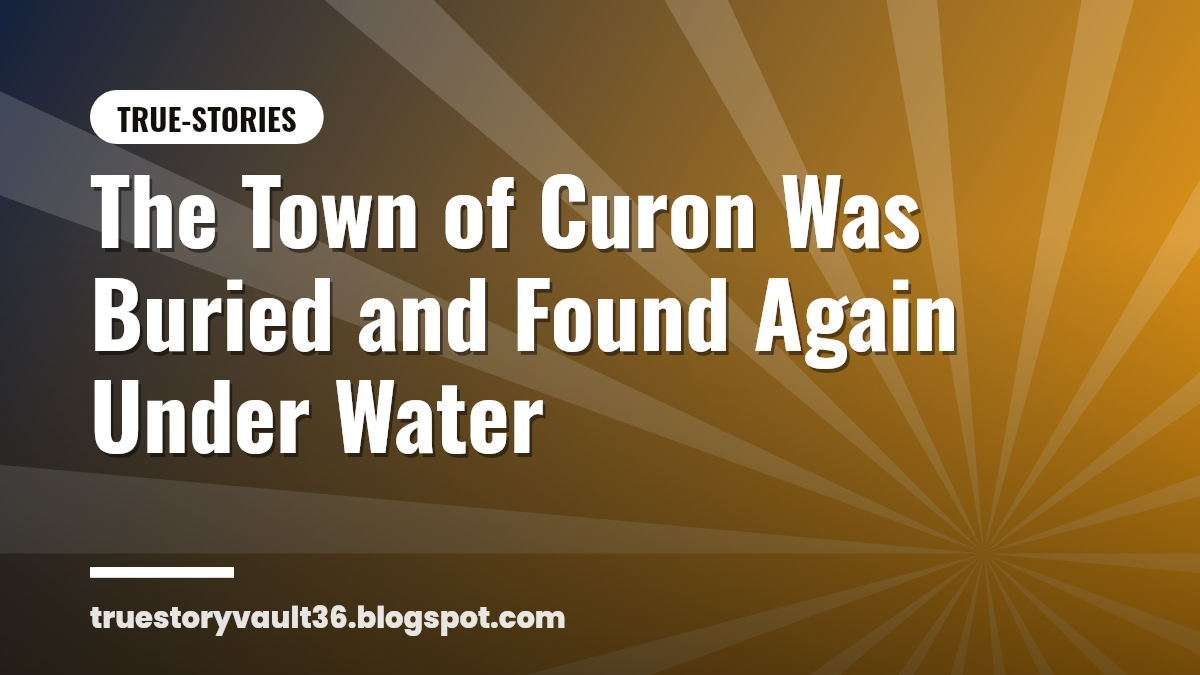 TRUE-STORIES
The Town of Curon Was
Buried and Found Again
Under Water
truestoryvault36.blogspot.com